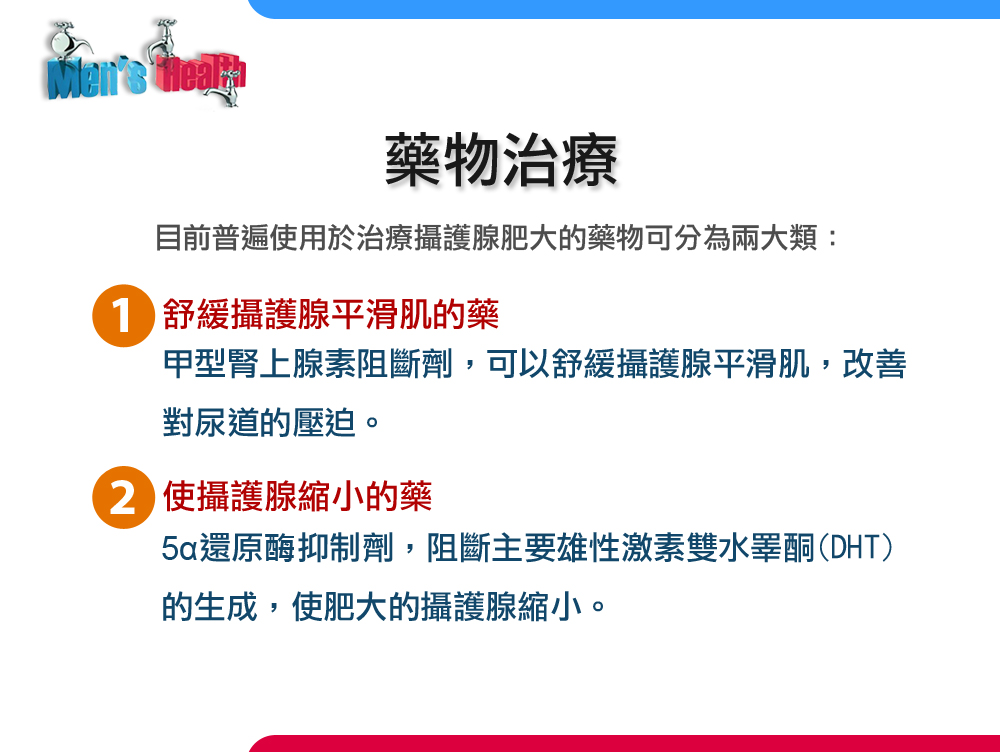 Men's Health
藥物治療
目前普遍使用於治療攝護腺肥大的藥物可分為兩大類：
1 舒緩攝護腺平滑肌的藥
甲型腎上腺素阻斷劑，可以舒緩攝護腺平滑肌，改善
對尿道的壓迫。
2 使攝護腺縮小的藥
5α還原酶抑制劑，阻斷主要雄性激素雙水睪酮(DHT)
的生成，使肥大的攝護腺縮小。